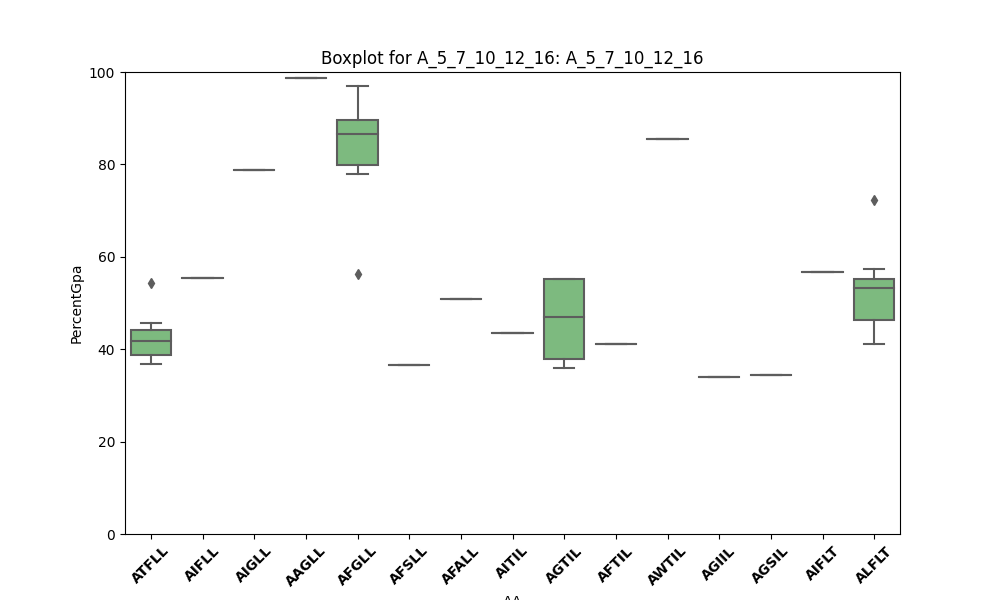 Boxplot for A_5_7_10_12_16: A_5_7_10_12_16
100
80
60
40
20
0
PercentGpa
ATFLL
AIFLL
AIGLL
AAGLL
AFGLL
AFSLL
AFALL
AITIL
AGTIL
AFTIL
AWTIL
AGIIL
AGSIL
AIFLT
ALFLT